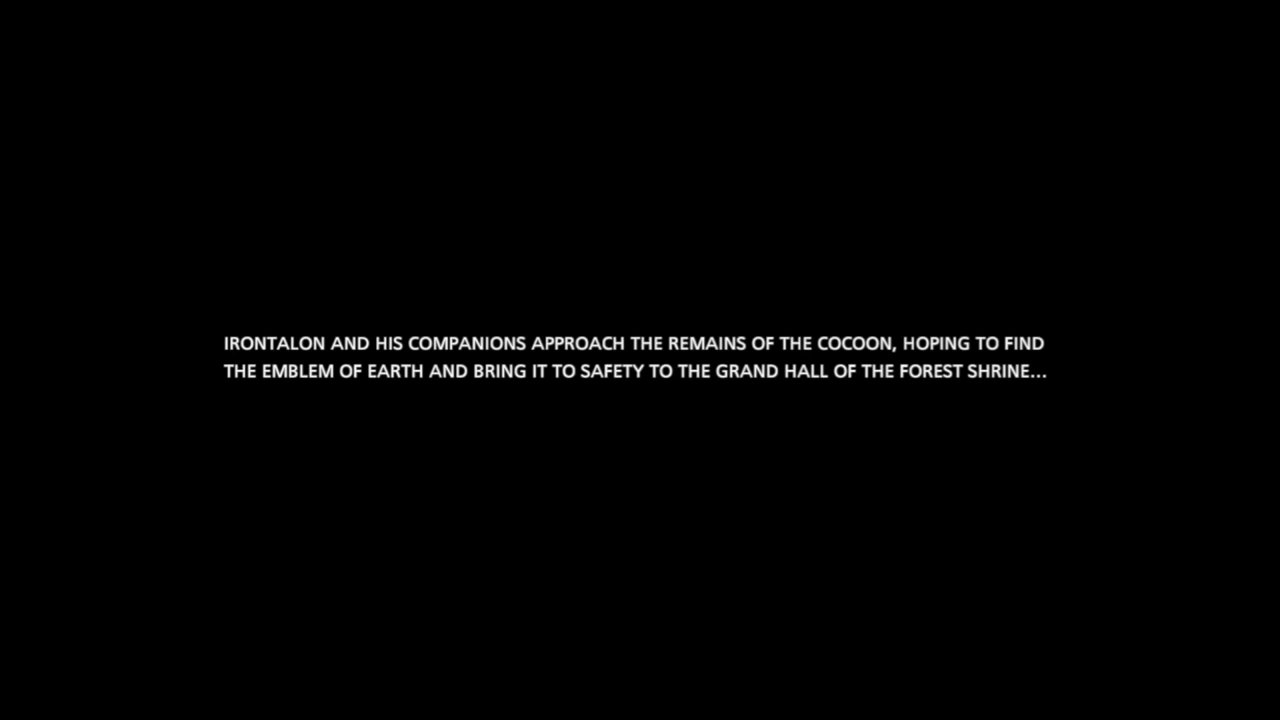 IRONTALON AND HIS COMPANIONS APPROACH THE REMAINS OF THE COCOON, HOPING TO FIND
THE EMBLEM OF EARTH AND BRING IT TO SAFETY TO THE GRAND HALL OF THE FOREST SHRINE...